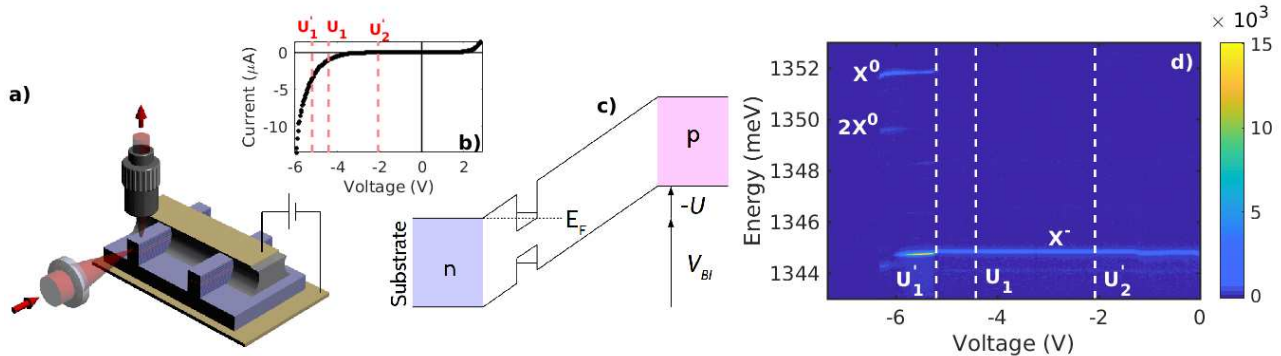 a)
U'1 U1 U'2
0
-5
-10
Current (μA)
-6 -4 -2 0 2
Voltage (V)
b)
c)
p
-U
EF
VBI
n
Substrate
× 10³
15
10
5
0
d)
1352
1350
1348
1346
1344
Energy (meV)
X⁰
2X⁰
X⁻
U'1 U1 U'2
-6 -4 -2 0
Voltage (V)